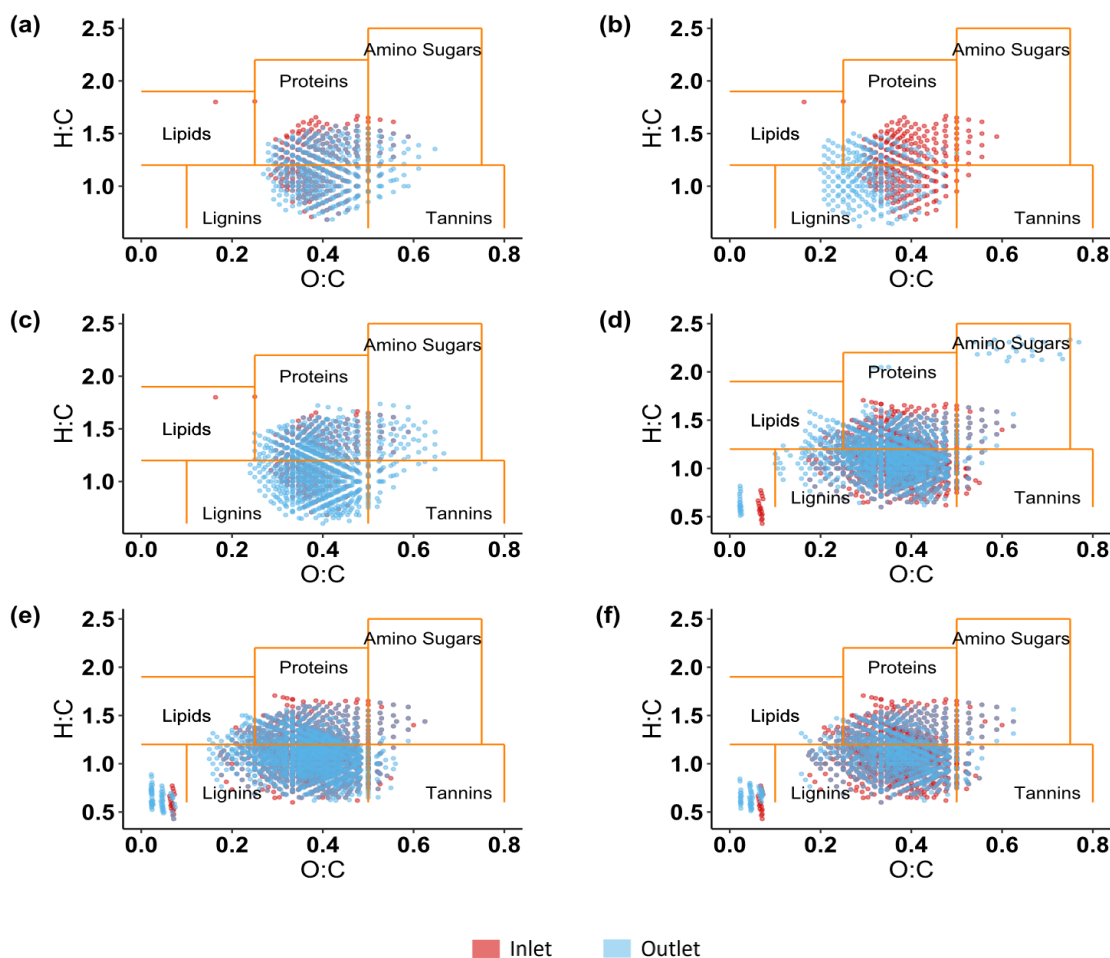 (a)
2.5
2.0
1.5
1.0
H:C
Amino Sugars
Proteins
Lipids
Lignins
Tannins
0.0 0.2 0.4 0.6 0.8
O:C
(b)
2.5
2.0
1.5
1.0
H:C
Amino Sugars
Proteins
Lipids
Lignins
Tannins
0.0 0.2 0.4 0.6 0.8
O:C
(c)
2.5
2.0
1.5
1.0
H:C
Amino Sugars
Proteins
Lipids
Lignins
Tannins
0.0 0.2 0.4 0.6 0.8
O:C
(d)
2.5
2.0
1.5
1.0
0.5
H:C
Amino Sugars
Proteins
Lipids
Lignins
Tannins
0.0 0.2 0.4 0.6 0.8
O:C
(e)
2.5
2.0
1.5
1.0
0.5
H:C
Amino Sugars
Proteins
Lipids
Lignins
Tannins
0.0 0.2 0.4 0.6 0.8
O:C
(f)
2.5
2.0
1.5
1.0
0.5
H:C
Amino Sugars
Proteins
Lipids
Lignins
Tannins
0.0 0.2 0.4 0.6 0.8
O:C
Inlet Outlet